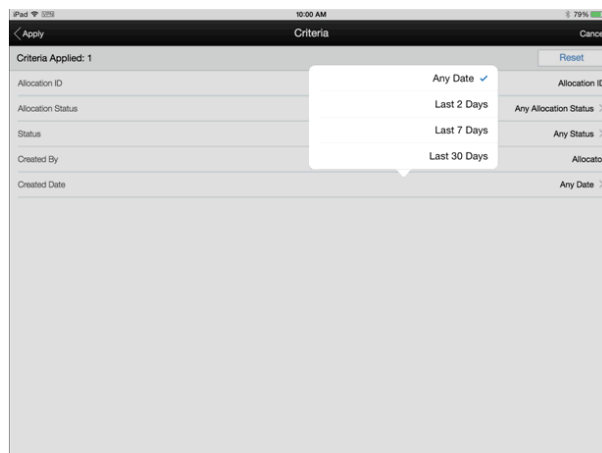 iPad VPN 10:00 AM 79%
Apply Criteria Cance
Criteria Applied: 1 Reset
Allocation ID Allocation ID
Allocation Status Any Allocation Status
Status Any Status
Created By Allocato
Created Date Any Date
Any Date
Last 2 Days
Last 7 Days
Last 30 Days